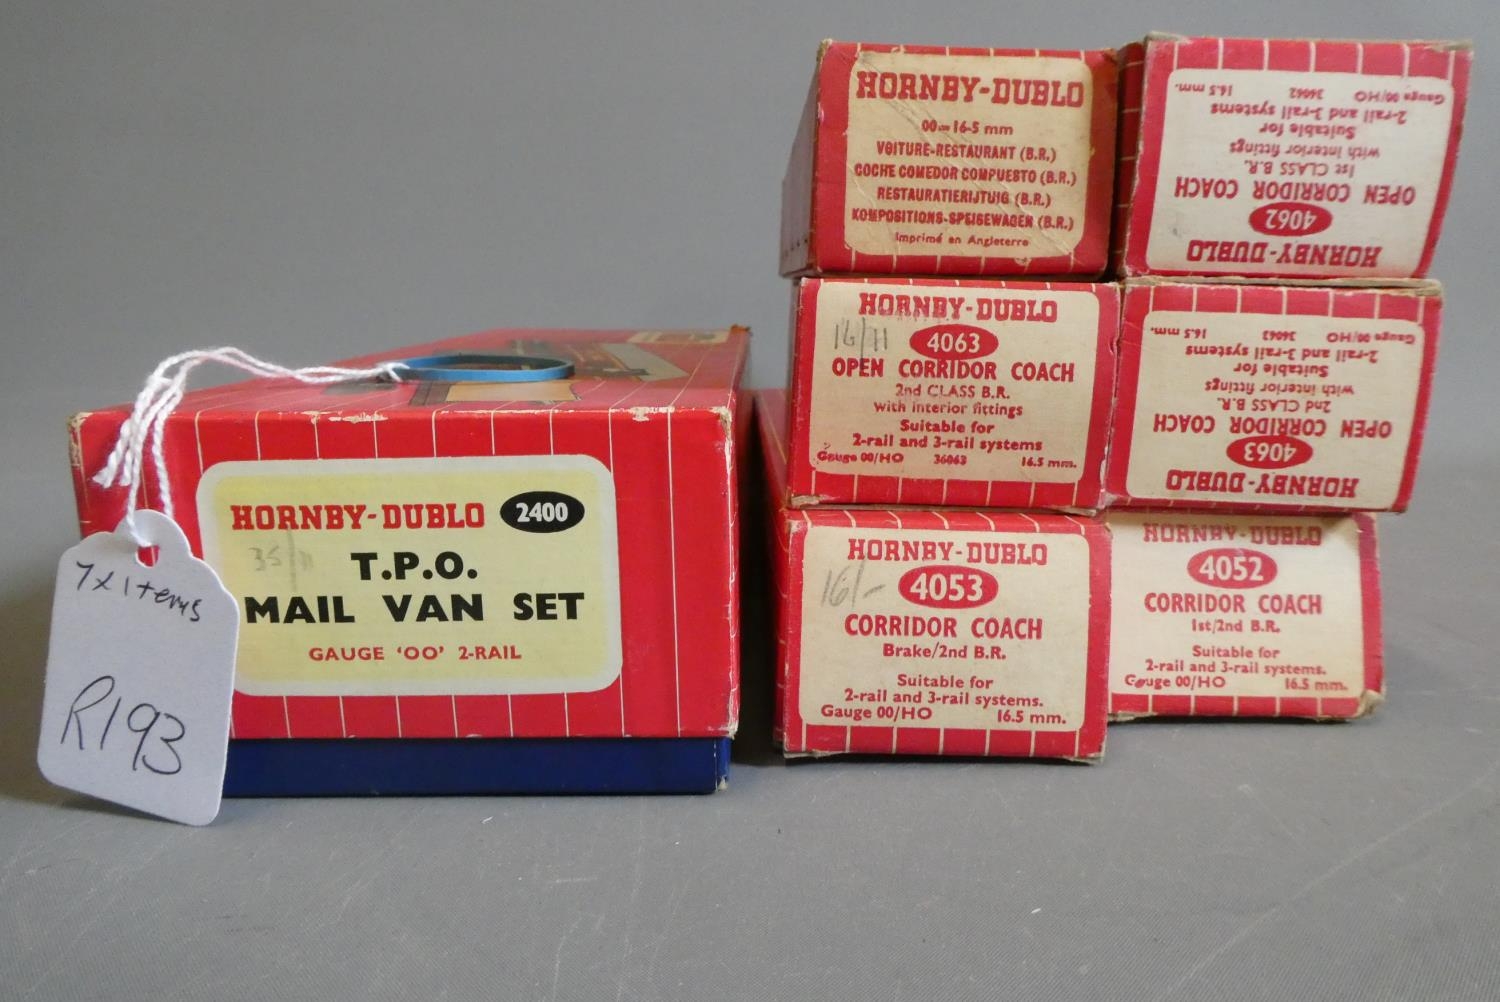 HORNBY-DUBLO 2400
35/11
T.P.O.
MAIL VAN SET
GAUGE 'OO' 2-RAIL
7 x Items
R193
HORNBY-DUBLO
00=16·5 mm
VOITURE-RESTAURANT (B.R.)
COCHE COMEDOR COMPUESTO (B.R.)
RESTAURATIERIJTUIG (B.R.)
KOMPOSITIONS-SPEISEWAGEN (B.R.)
Imprimé en Angleterre
HORNBY-DUBLO
4062
OPEN CORRIDOR COACH
1st CLASS B.R.
with interior fittings
Suitable for
2-rail and 3-rail systems
Gauge 00/HO 36062 16.5 mm.
HORNBY-DUBLO
16/11
4063
OPEN CORRIDOR COACH
2nd CLASS B.R.
with interior fittings
Suitable for
2-rail and 3-rail systems
Gauge 00/HO 36063 16.5 mm.
HORNBY-DUBLO
4063
OPEN CORRIDOR COACH
2nd CLASS B.R.
with interior fittings
Suitable for
2-rail and 3-rail systems
Gauge 00/HO 36063 16.5 mm.
HORNBY-DUBLO
16/-
4053
CORRIDOR COACH
Brake/2nd B.R.
Suitable for
2-rail and 3-rail systems.
Gauge 00/HO 16.5 mm.
HORNBY-DUBLO
4052
CORRIDOR COACH
1st/2nd B.R.
Suitable for
2-rail and 3-rail systems.
Gauge 00/HO 16.5 mm.